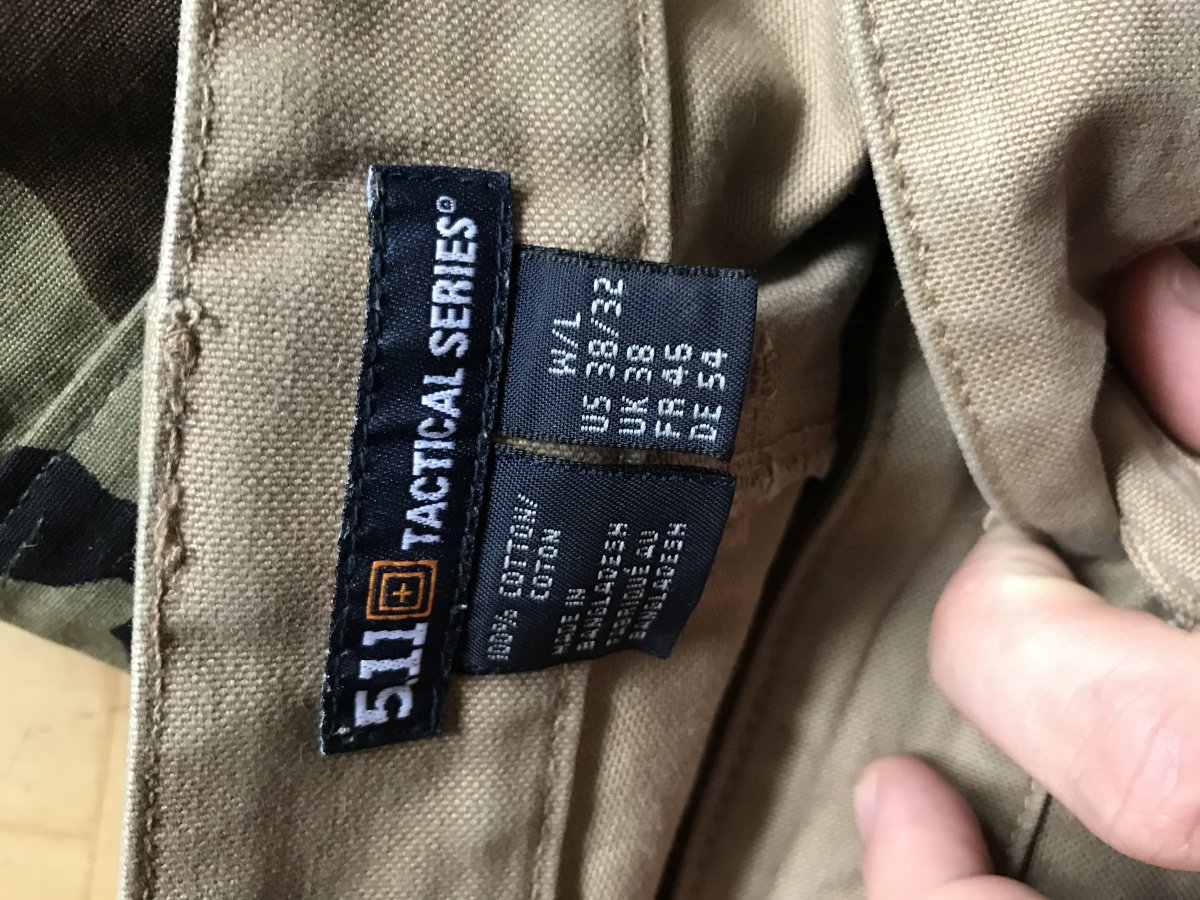 5.11 TACTICAL SERIES®
W/L
US 38/32
UK 38
FR 46
DE 54
100% COTTON/
COTON
MADE IN
BANGLADESH
FABRIQUE AU
BANGLADESH